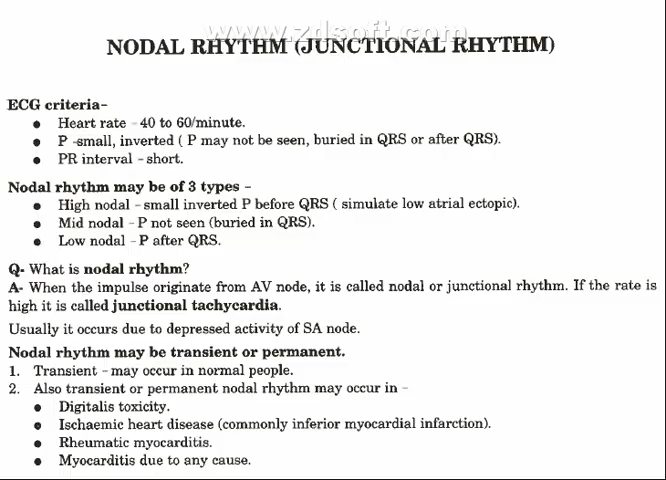 www.zdsoft.com
NODAL RHYTHM (JUNCTIONAL RHYTHM)
ECG criteria-
● Heart rate - 40 to 60/minute.
● P -small, inverted ( P may not be seen, buried in QRS or after QRS).
● PR interval - short.
Nodal rhythm may be of 3 types -
● High nodal - small inverted P before QRS ( simulate low atrial ectopic).
● Mid nodal - P not seen (buried in QRS).
● Low nodal - P after QRS.
Q- What is nodal rhythm?
A- When the impulse originate from AV node, it is called nodal or junctional rhythm. If the rate is
high it is called junctional tachycardia.
Usually it occurs due to depressed activity of SA node.
Nodal rhythm may be transient or permanent.
1. Transient - may occur in normal people.
2. Also transient or permanent nodal rhythm may occur in -
● Digitalis toxicity.
● Ischaemic heart disease (commonly inferior myocardial infarction).
● Rheumatic myocarditis.
● Myocarditis due to any cause.